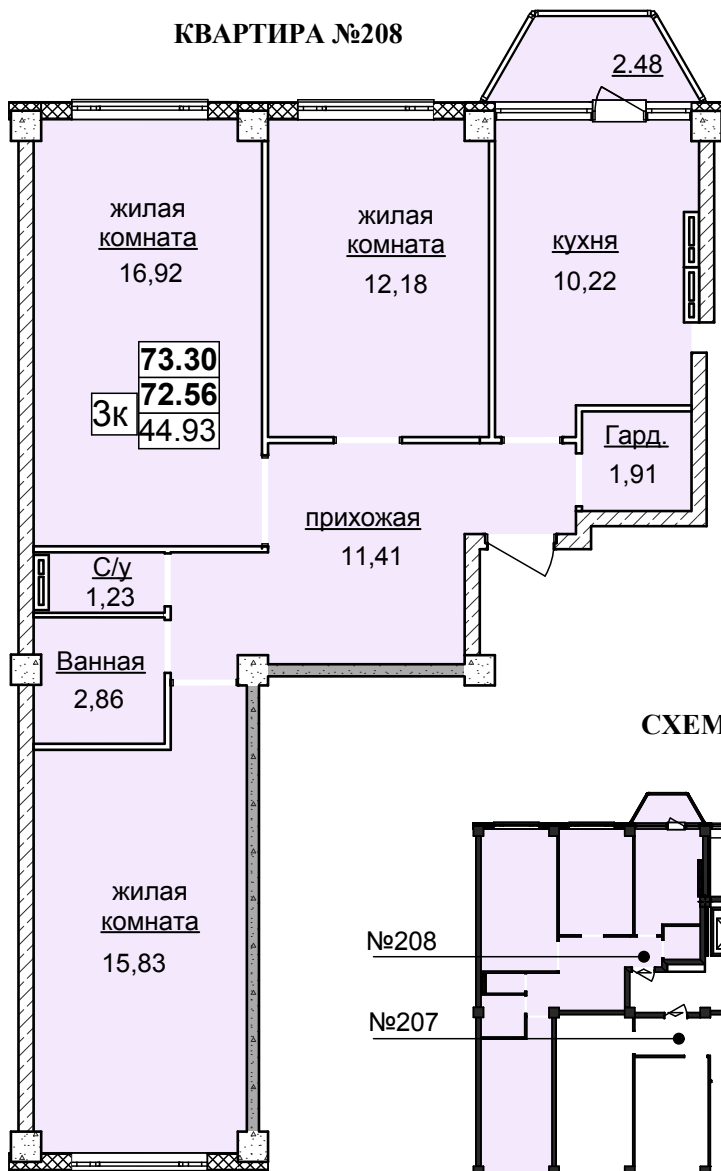 КВАРТИРА №208
2.48
жилая
комната
16,92
жилая
комната
12,18
кухня
10,22
3к
73.30
72.56
44.93
Гард.
1,91
прихожая
11,41
С/у
1,23
Ванная
2,86
СХЕМ
жилая
комната
15,83
№208
№207